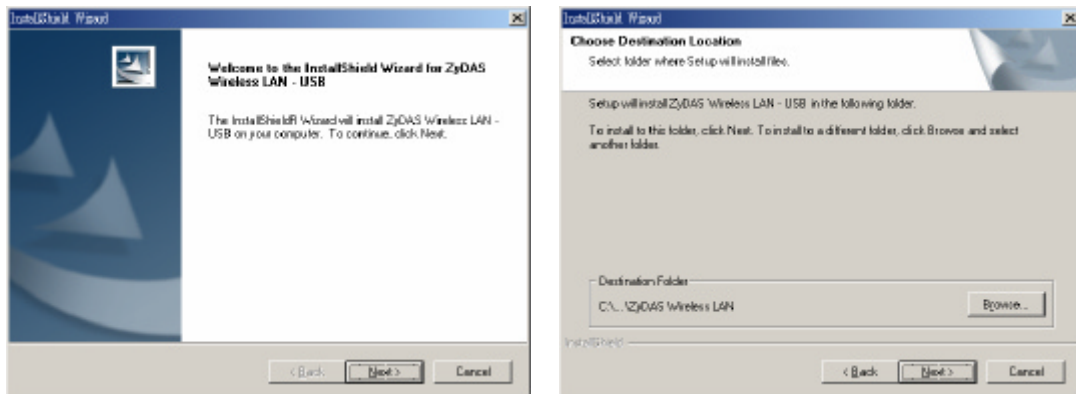 InstallShield Wizard
Welcome to the InstallShield Wizard for ZyDAS
Wireless LAN - USB
The InstallShield® Wizard will install ZyDAS Wireless LAN -
USB on your computer. To continue, click Next.
< Back
Next >
Cancel
InstallShield Wizard
Choose Destination Location
Select folder where Setup will install files.
Setup will install ZyDAS Wireless LAN - USB in the following folder.
To install to this folder, click Next. To install to a different folder, click Browse and select
another folder.
Destination Folder
C:\...\ZyDAS Wireless LAN
Browse...
InstallShield
< Back
Next >
Cancel